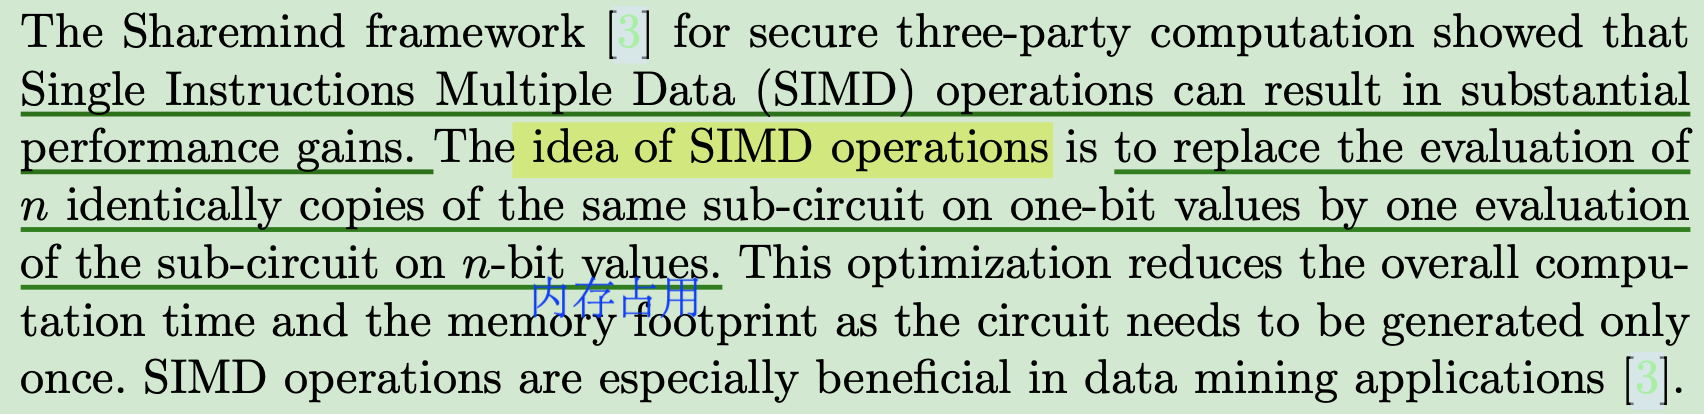 The Sharemind framework [3] for secure three-party computation showed that
Single Instructions Multiple Data (SIMD) operations can result in substantial
performance gains. The idea of SIMD operations is to replace the evaluation of
n identically copies of the same sub-circuit on one-bit values by one evaluation
of the sub-circuit on n-bit values. This optimization reduces the overall compu-
内存占用
tation time and the memory footprint as the circuit needs to be generated only
once. SIMD operations are especially beneficial in data mining applications [3].